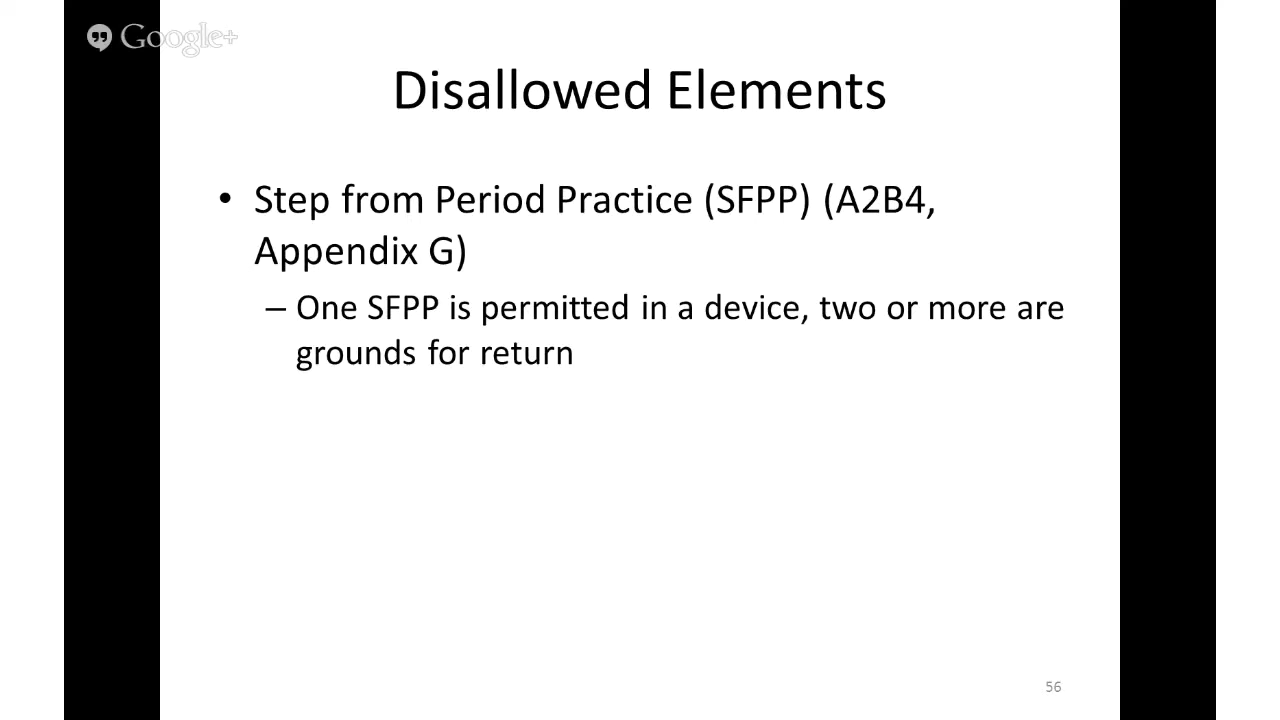 Google+
Disallowed Elements
• Step from Period Practice (SFPP) (A2B4,
Appendix G)
– One SFPP is permitted in a device, two or more are
grounds for return
56